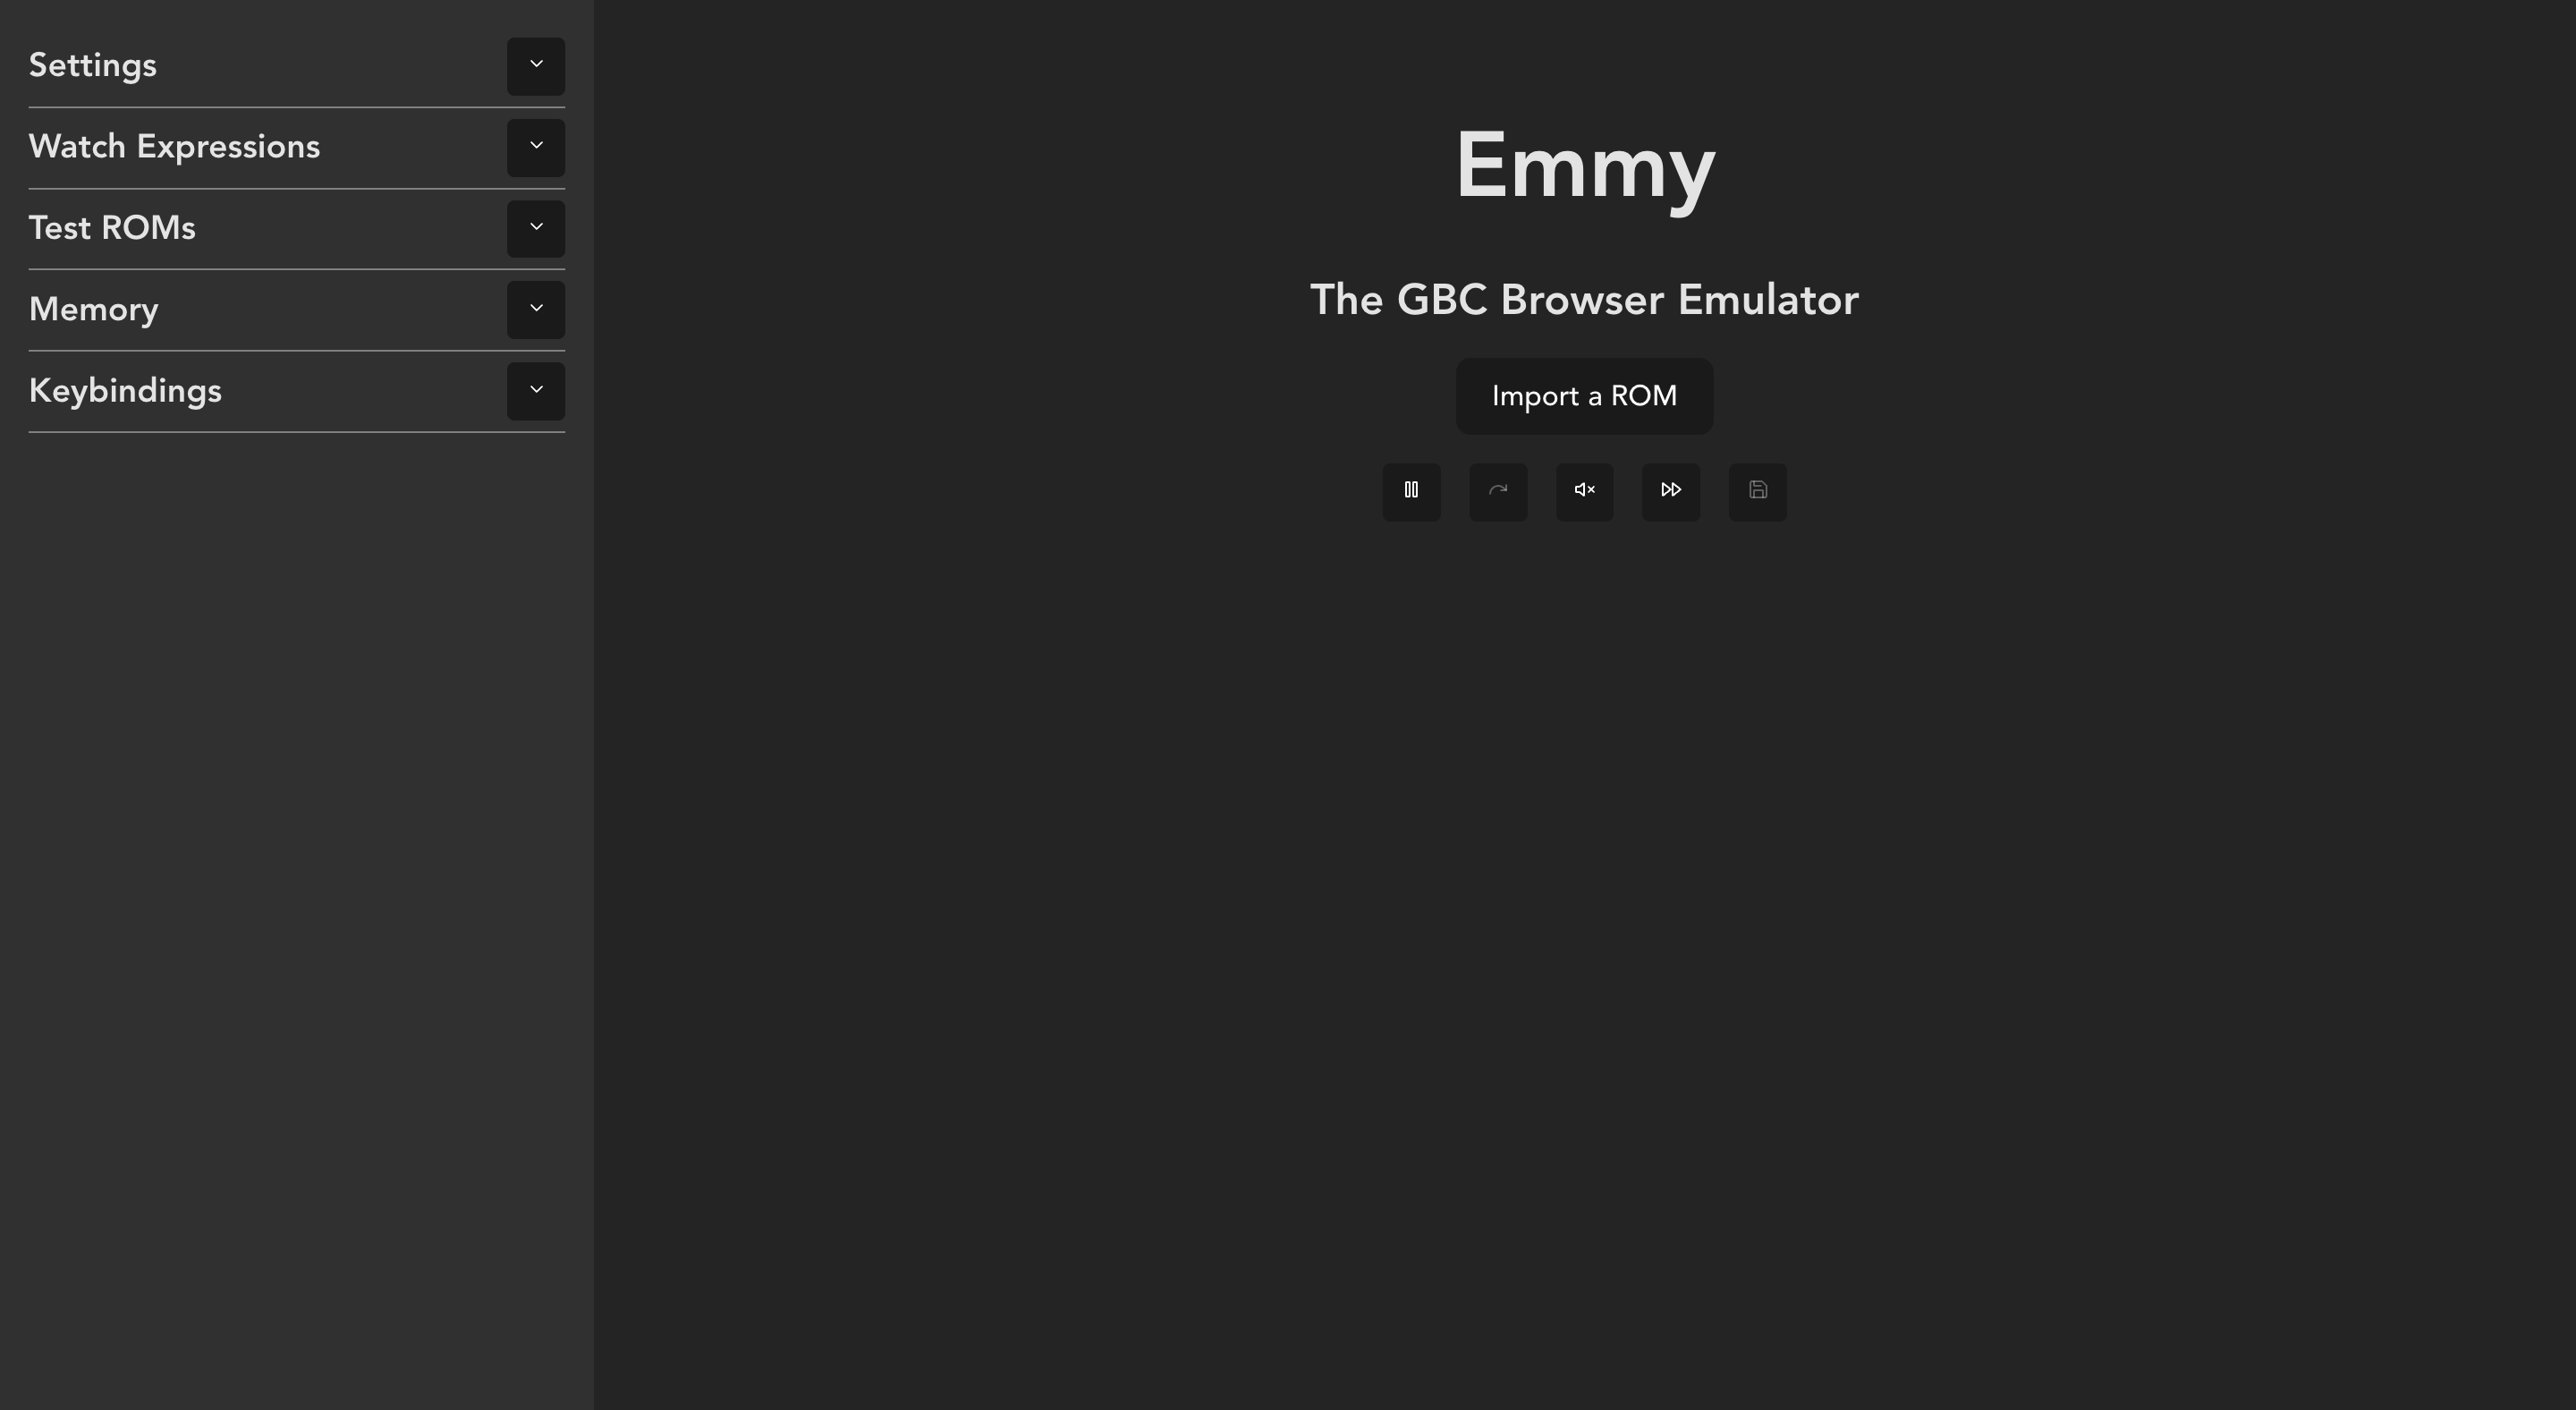 Settings
Watch Expressions
Test ROMs
Memory
Keybindings
Emmy
The GBC Browser Emulator
Import a ROM